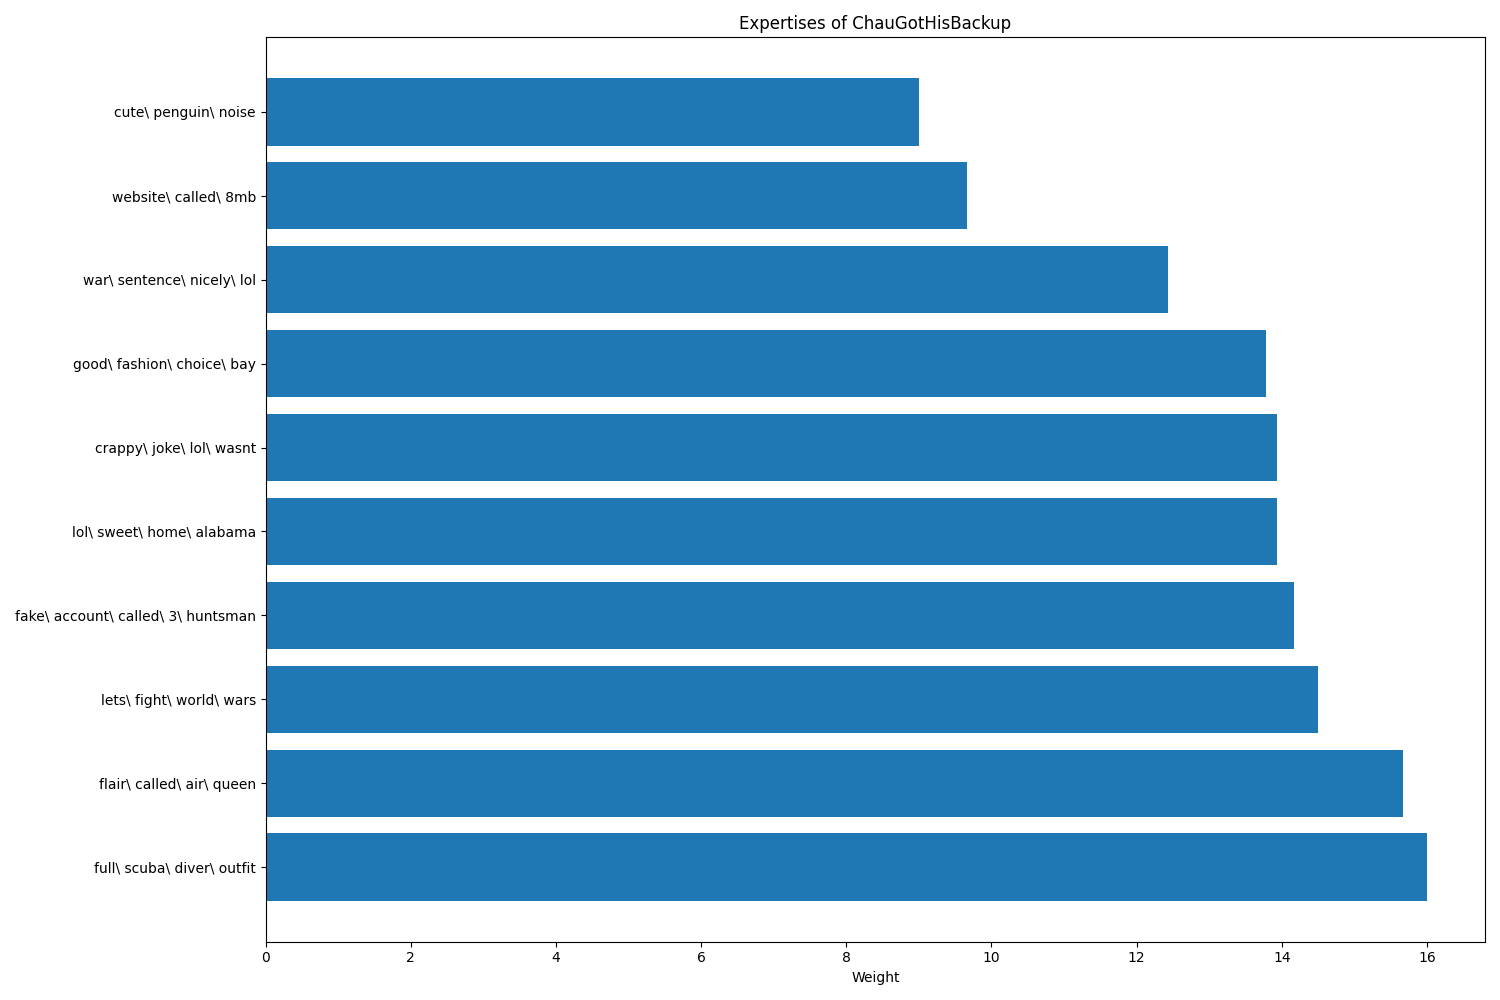 Expertises of ChauGotHisBackup
cute\ penguin\ noise
website\ called\ 8mb
war\ sentence\ nicely\ lol
good\ fashion\ choice\ bay
crappy\ joke\ lol\ wasnt
lol\ sweet\ home\ alabama
fake\ account\ called\ 3\ huntsman
lets\ fight\ world\ wars
flair\ called\ air\ queen
full\ scuba\ diver\ outfit
0 2 4 6 8 10 12 14 16
Weight